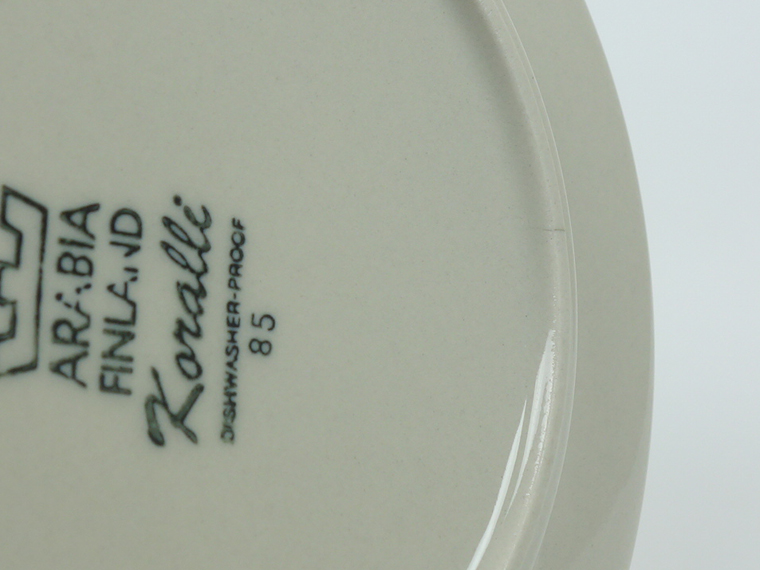 ARABIA
FINLAND
Koralli
DISHWASHER-PROOF
85